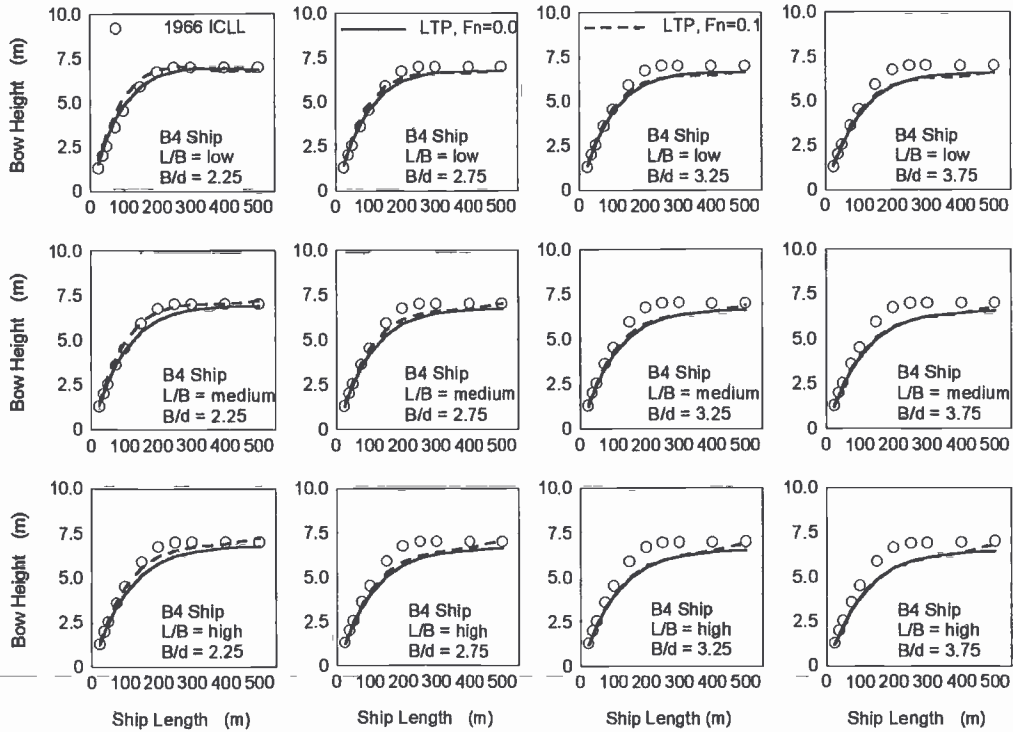 10.0 10.0 10.0 10.0
1966 ICLL LTP, Fn=0.0 LTP, Fn=0.1
7.5 7.5 7.5 7.5
5.0 5.0 5.0 5.0
2.5 2.5 2.5 2.5
0 0 0 0
Bow Height (m)
B4 Ship
L/B = low
B/d = 2.25
B4 Ship
L/B = low
B/d = 2.75
B4 Ship
L/B = low
B/d = 3.25
B4 Ship
L/B = low
B/d = 3.75
0 100 200 300 400 500 0 100 200 300 400 500 0 100 200 300 400 500 0 100 200 300 400 500
10.0 10.0 10.0 10.0
7.5 7.5 7.5 7.5
5.0 5.0 5.0 5.0
2.5 2.5 2.5 2.5
0 0 0 0
Bow Height (m)
B4 Ship
L/B = medium
B/d = 2.25
B4 Ship
L/B = medium
B/d = 2.75
B4 Ship
L/B = medium
B/d = 3.25
B4 Ship
L/B = medium
B/d = 3.75
0 100 200 300 400 500 0 100 200 300 400 500 0 100 200 300 400 500 0 100 200 300 400 500
10.0 10.0 10.0 10.0
7.5 7.5 7.5 7.5
5.0 5.0 5.0 5.0
2.5 2.5 2.5 2.5
0 0 0 0
Bow Height (m)
B4 Ship
L/B = high
B/d = 2.25
B4 Ship
L/B = high
B/d = 2.75
B4 Ship
L/B = high
B/d = 3.25
B4 Ship
L/B = high
B/d = 3.75
0 100 200 300 400 500 0 100 200 300 400 500 0 100 200 300 400 500 0 100 200 300 400 500
Ship Length (m) Ship Length (m) Ship Length (m) Ship Length (m)